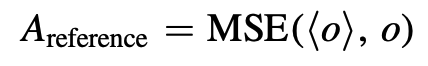 A_reference = MSE(⟨o⟩, o)